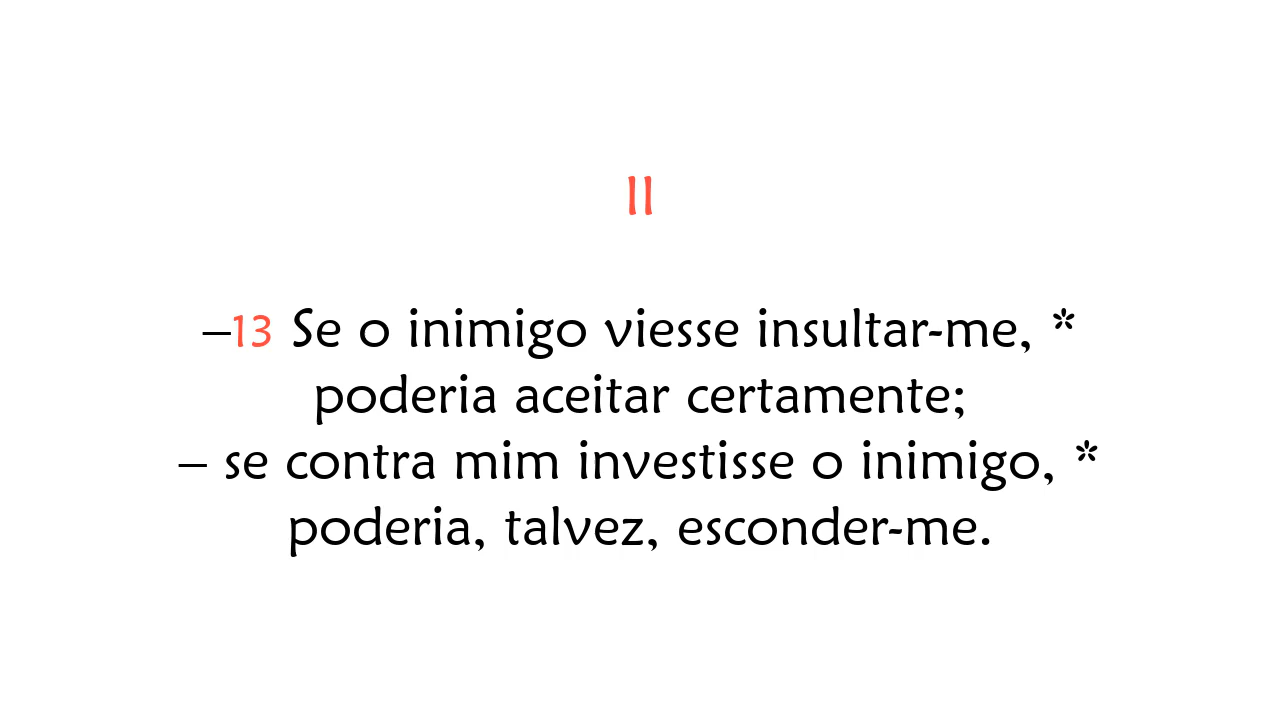 II
–13 Se o inimigo viesse insultar-me, *
poderia aceitar certamente;
– se contra mim investisse o inimigo, *
poderia, talvez, esconder-me.